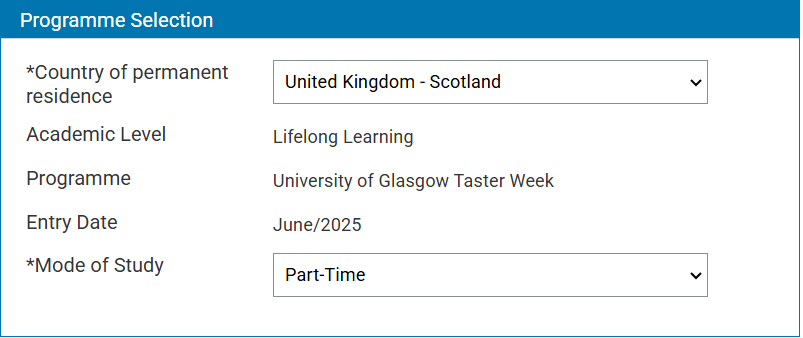 Programme Selection
*Country of permanent
residence
United Kingdom - Scotland
Academic Level
Lifelong Learning
Programme
University of Glasgow Taster Week
Entry Date
June/2025
*Mode of Study
Part-Time